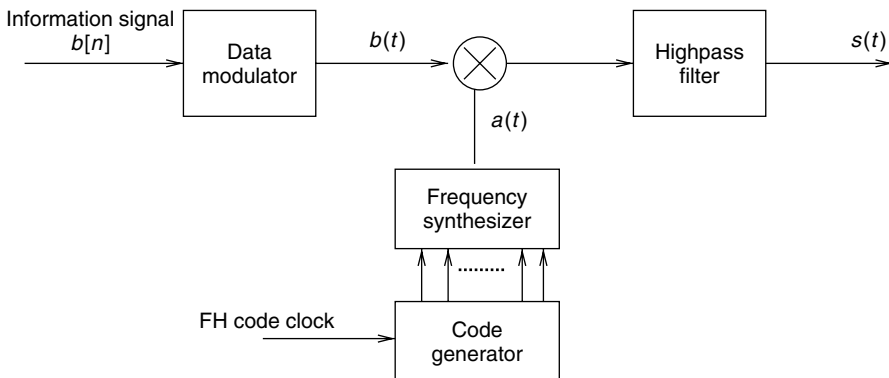 Information signal
b[n]
Data
modulator
b(t)
Highpass
filter
s(t)
a(t)
Frequency
synthesizer
.........
FH code clock
Code
generator